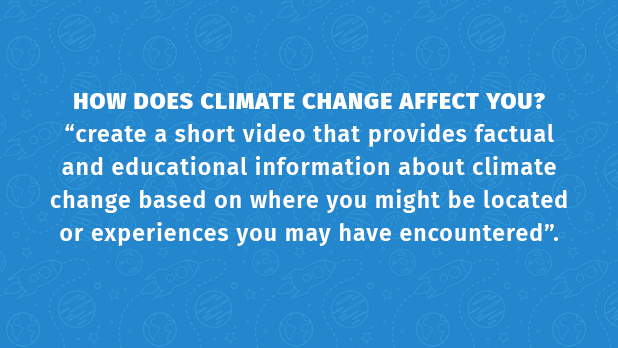 HOW DOES CLIMATE CHANGE AFFECT YOU?
“create a short video that provides factual
and educational information about climate
change based on where you might be located
or experiences you may have encountered”.